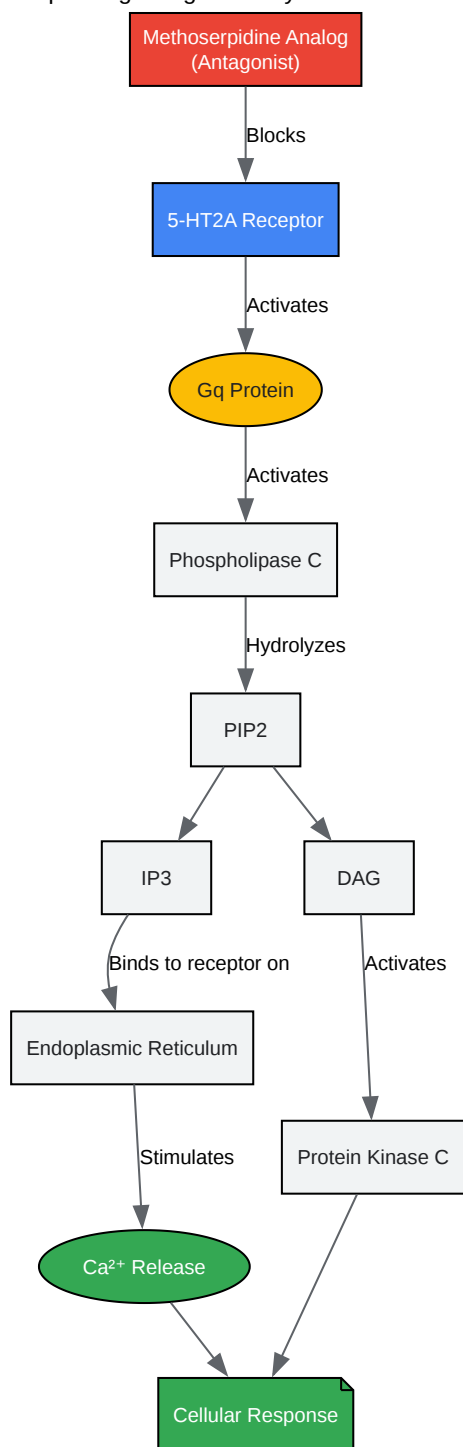 Methoserpidine Analog
(Antagonist)
Blocks
5-HT2A Receptor
Activates
Gq Protein
Activates
Phospholipase C
Hydrolyzes
PIP2
IP3
DAG
Binds to receptor on
Activates
Endoplasmic Reticulum
Stimulates
Protein Kinase C
Ca²⁺ Release
Cellular Response